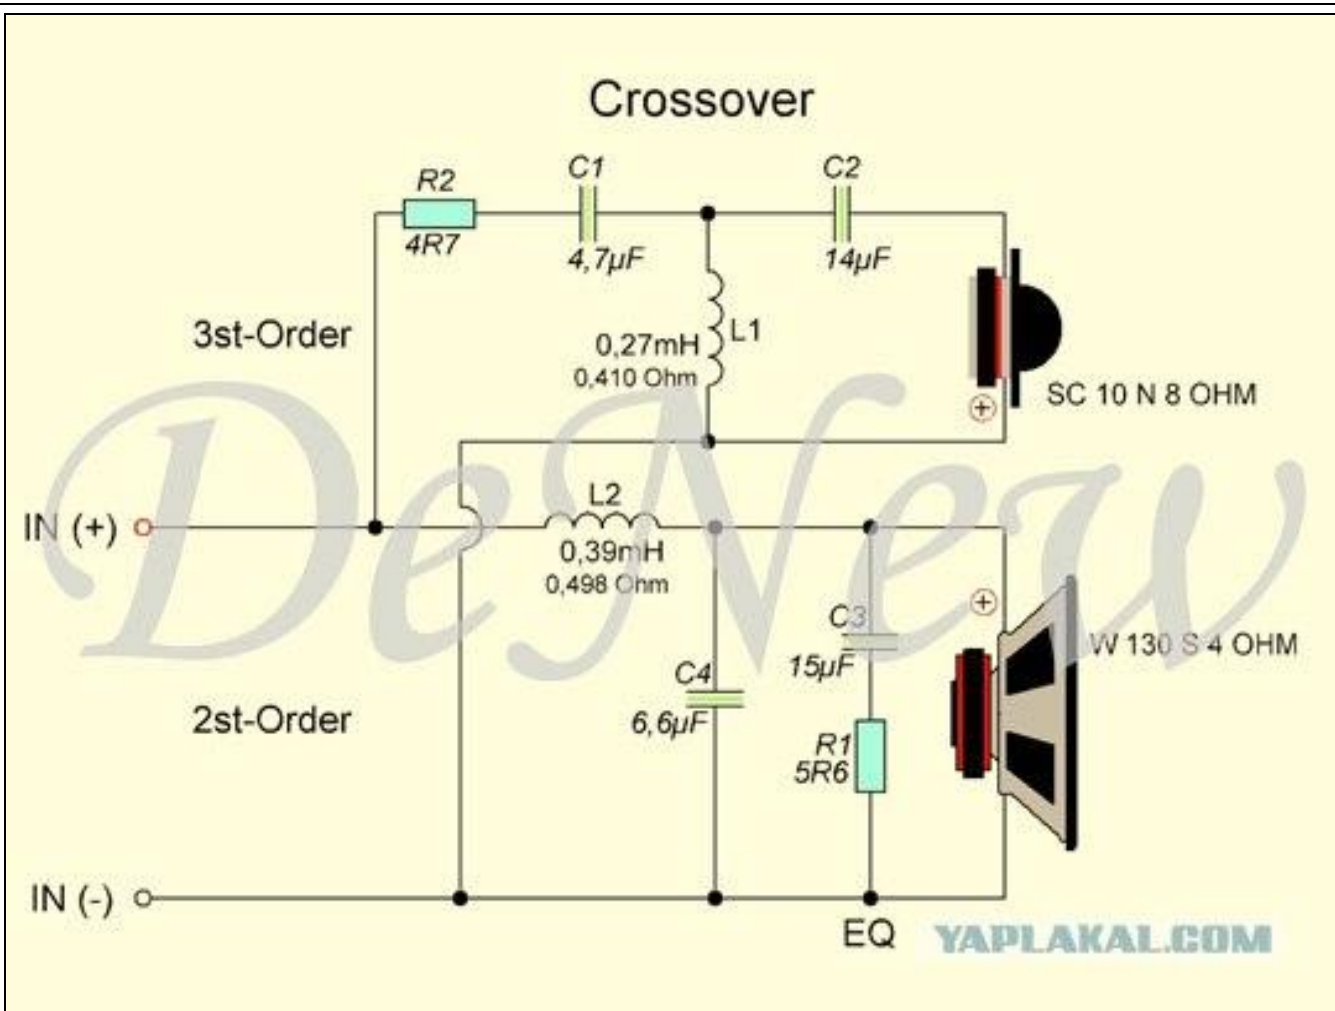 Crossover
R2
4R7
C1
4,7µF
C2
14µF
3st-Order
0,27mH
0,410 Ohm
L1
+
SC 10 N 8 OHM
IN (+)
L2
0,39mH
0,498 Ohm
+
DeNew
C3
15µF
W 130 S 4 OHM
C4
6,6µF
2st-Order
R1
5R6
IN (-)
EQ
YAPLAKAL.COM